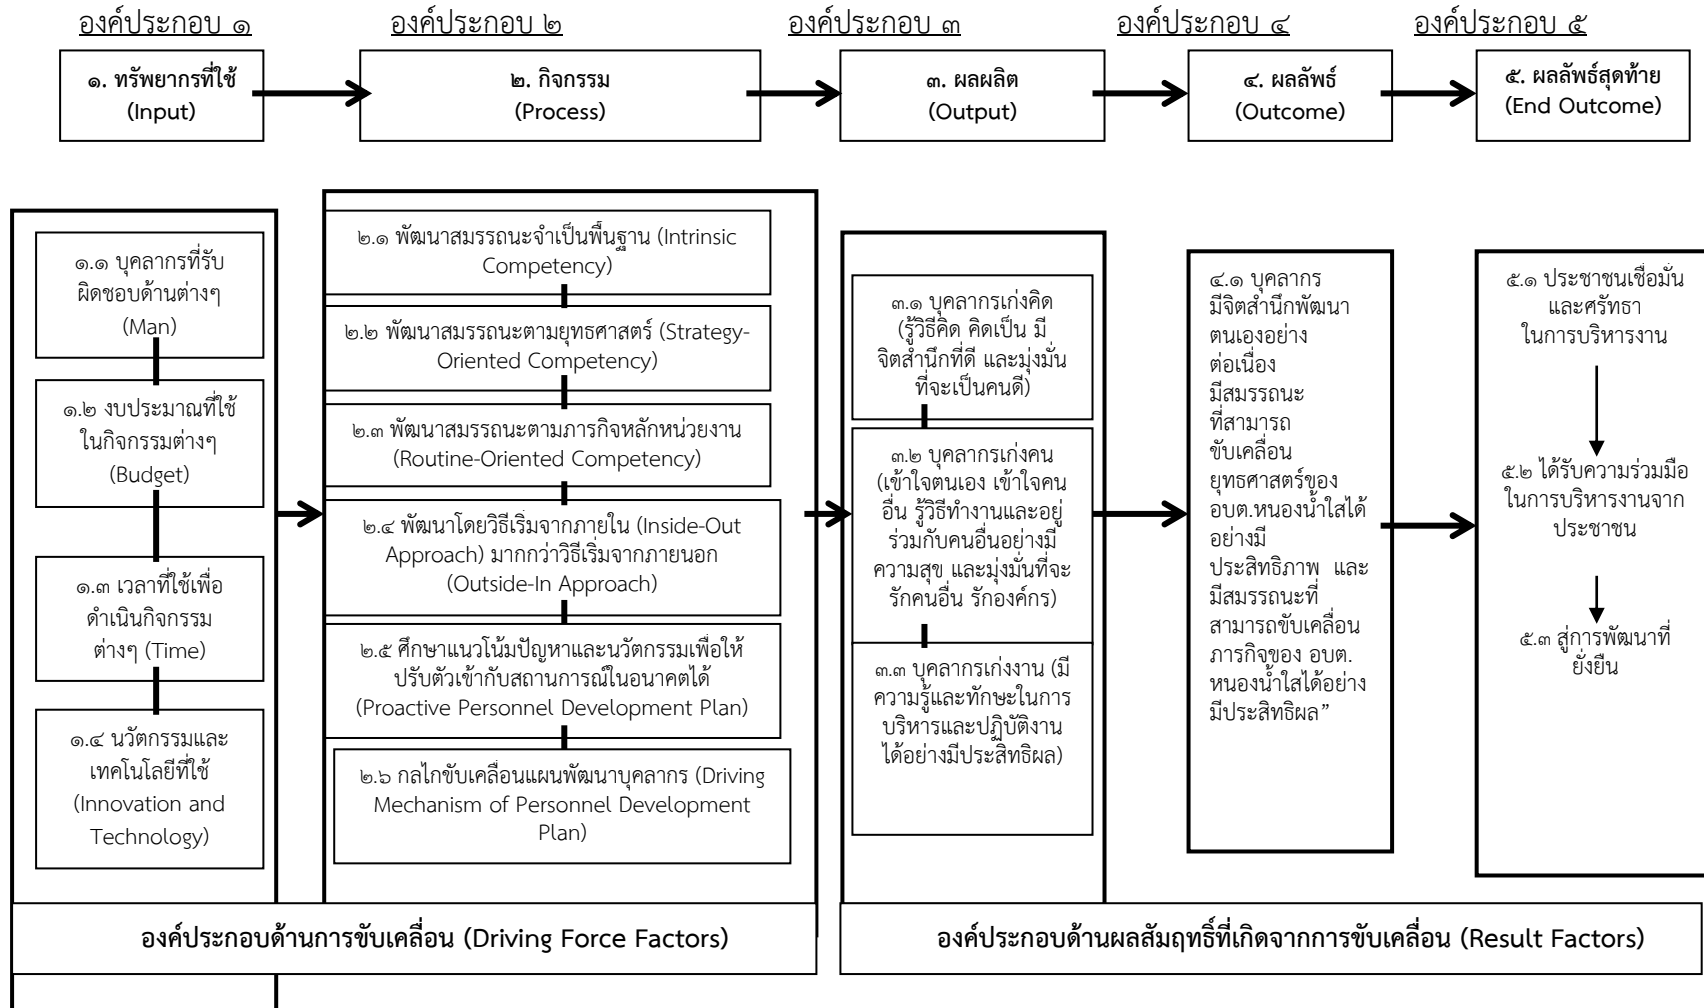 องค์ประกอบ ๑
องค์ประกอบ ๒
องค์ประกอบ ๓
องค์ประกอบ ๔
องค์ประกอบ ๕
๑. ทรัพยากรที่ใช้
(Input)
๒. กิจกรรม
(Process)
๓. ผลผลิต
(Output)
๔. ผลลัพธ์
(Outcome)
๕. ผลลัพธ์สุดท้าย
(End Outcome)
๑.๑ บุคลากรที่รับ
ผิดชอบด้านต่างๆ
(Man)
๑.๒ งบประมาณที่ใช้
ในกิจกรรมต่างๆ
(Budget)
๑.๓ เวลาที่ใช้เพื่อ
ดำเนินกิจกรรม
ต่างๆ (Time)
๑.๔ นวัตกรรมและ
เทคโนโลยีที่ใช้
(Innovation and
Technology)
๒.๑ พัฒนาสมรรถนะจำเป็นพื้นฐาน (Intrinsic
Competency)
๒.๒ พัฒนาสมรรถนะตามยุทธศาสตร์ (Strategy-
Oriented Competency)
๒.๓ พัฒนาสมรรถนะตามภารกิจหลักหน่วยงาน
(Routine-Oriented Competency)
๒.๔ พัฒนาโดยวิธีเริ่มจากภายใน (Inside-Out
Approach) มากกว่าวิธีเริ่มจากภายนอก
(Outside-In Approach)
๒.๕ ศึกษาแนวโน้มปัญหาและนวัตกรรมเพื่อให้
ปรับตัวเข้ากับสถานการณ์ในอนาคตได้
(Proactive Personnel Development Plan)
๒.๖ กลไกขับเคลื่อนแผนพัฒนาบุคลากร (Driving
Mechanism of Personnel Development
Plan)
๓.๑ บุคลากรเก่งคิด
(รู้วิธีคิด คิดเป็น มี
จิตสำนึกที่ดี และมุ่งมั่น
ที่จะเป็นคนดี)
๓.๒ บุคลากรเก่งคน
(เข้าใจตนเอง เข้าใจคน
อื่น รู้วิธีทำงานและอยู่
ร่วมกับคนอื่นอย่างมี
ความสุข และมุ่งมั่นที่จะ
รักคนอื่น รักองค์กร)
๓.๓ บุคลากรเก่งงาน (มี
ความรู้และทักษะในการ
บริหารและปฏิบัติงาน
ได้อย่างมีประสิทธิผล)
๔.๑ บุคลากร
มีจิตสำนึกพัฒนา
ตนเองอย่าง
ต่อเนื่อง
มีสมรรถนะ
ที่สามารถ
ขับเคลื่อน
ยุทธศาสตร์ของ
อบต.หนองน้ำใสได้
อย่างมี
ประสิทธิภาพ และ
มีสมรรถนะที่
สามารถขับเคลื่อน
ภารกิจของ อบต.
หนองน้ำใสได้อย่าง
มีประสิทธิผล”
๕.๑ ประชาชนเชื่อมั่น
และศรัทธา
ในการบริหารงาน
๕.๒ ได้รับความร่วมมือ
ในการบริหารงานจาก
ประชาชน
๕.๓ สู่การพัฒนาที่
ยั่งยืน
องค์ประกอบด้านการขับเคลื่อน (Driving Force Factors)
องค์ประกอบด้านผลสัมฤทธิ์ที่เกิดจากการขับเคลื่อน (Result Factors)